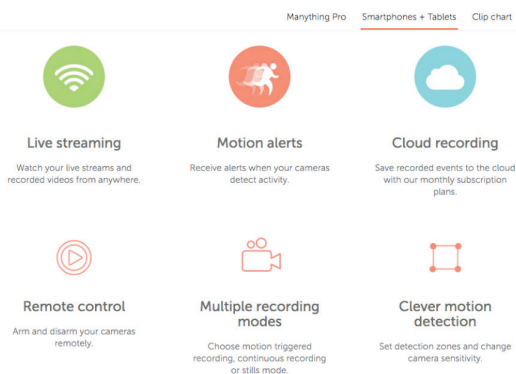 Manything Pro Smartphones + Tablets Clip chart
Live streaming
Motion alerts
Cloud recording
Watch your live streams and
recorded videos from anywhere.
Receive alerts when your cameras
detect activity.
Save recorded events to the cloud
with our monthly subscription
plans.
Remote control
Multiple recording
modes
Clever motion
detection
Arm and disarm your cameras
remotely.
Choose motion triggered
recording, continuous recording
or stills mode.
Set detection zones and change
camera sensitivity.